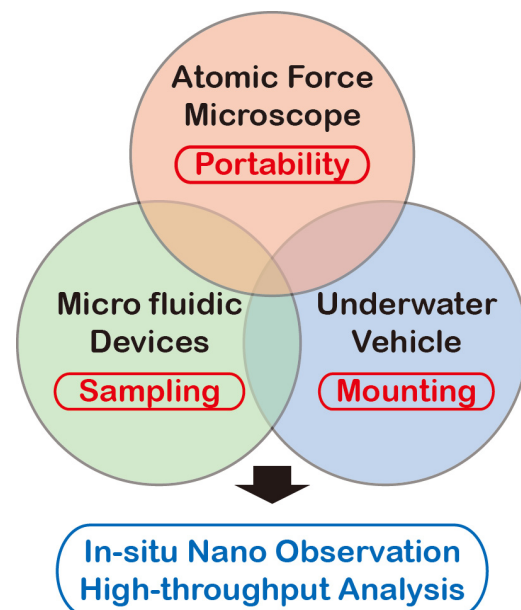 Atomic Force
Microscope
Portability
Micro fluidic
Devices
Sampling
Underwater
Vehicle
Mounting
In-situ Nano Observation
High-throughput Analysis